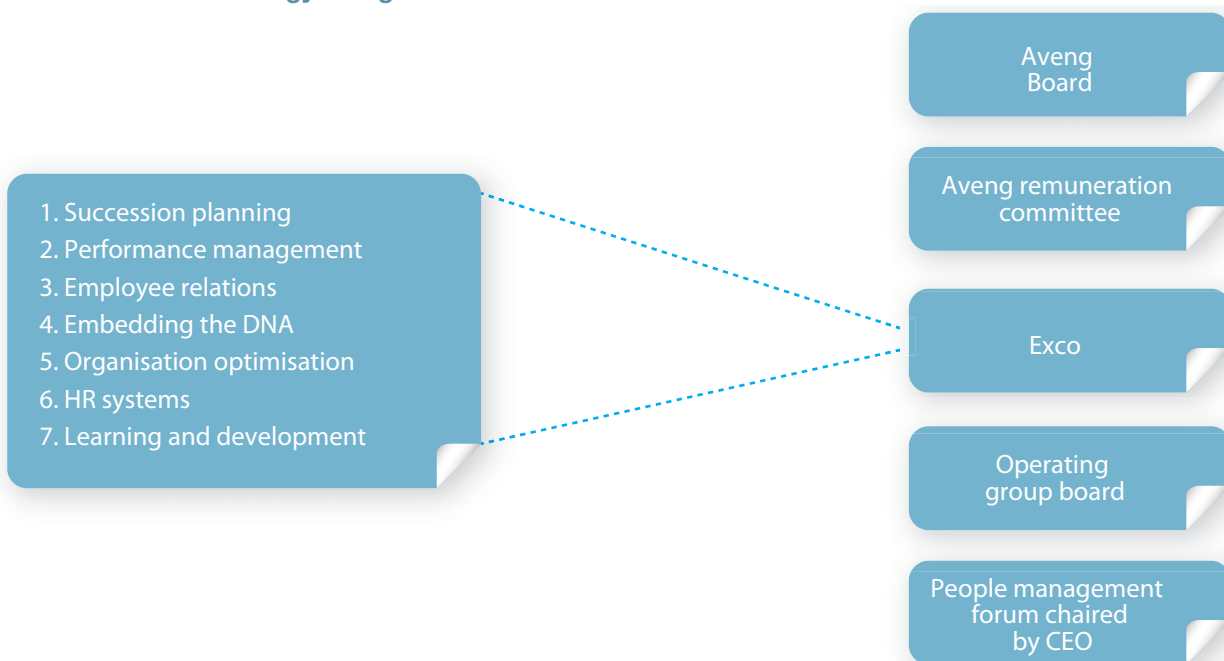 1. Succession planning
2. Performance management
3. Employee relations
4. Embedding the DNA
5. Organisation optimisation
6. HR systems
7. Learning and development
Aveng
Board
Aveng remuneration
committee
Exco
Operating
group board
People management
forum chaired
by CEO